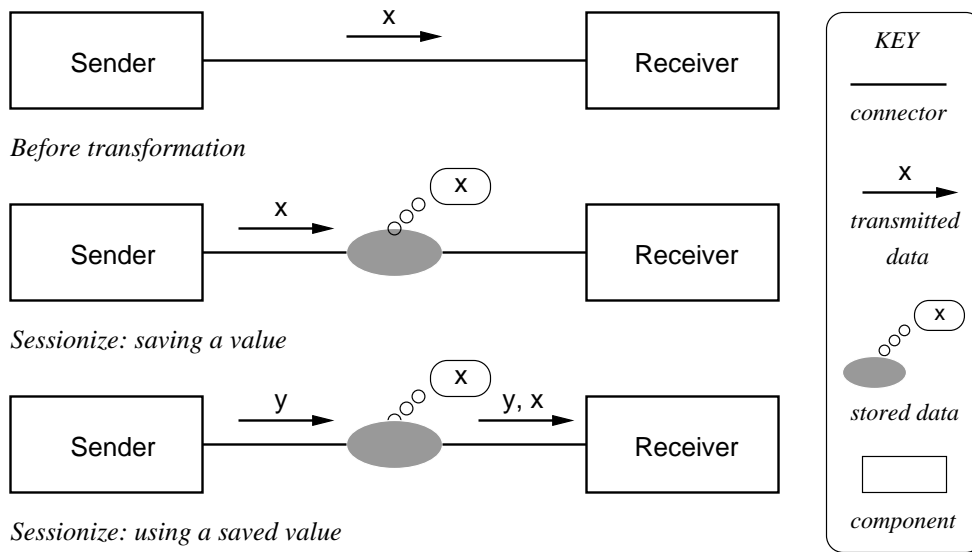 x
Sender
Receiver
Before transformation
x
x
Sender
Receiver
Sessionize: saving a value
x
y
y, x
Sender
Receiver
Sessionize: using a saved value
KEY
connector
x
transmitted
data
x
stored data
component